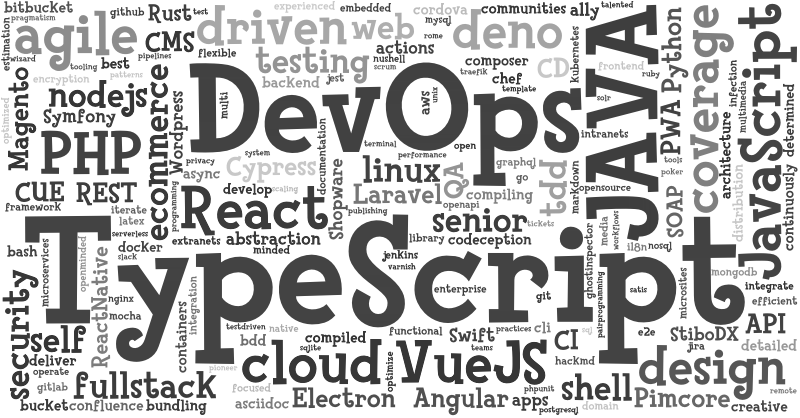 bitbucket
github
Rust
test
experienced
embedded
cordova
communities
ally
talented
pragmatism
agile
CMS
driven
web
mysql
deno
JAVA
Python
coverage
JavaScript
estimation
wizard
tooling
best
pipelines
flexible
testing
actions
rome
nushell
scrum
composer
traefik
chef
CD
kubernetes
frontend
ruby
encryption
patterns
backend
jest
template
solr
infection
multimedia
optimized
Magento
nodejs
ecommerce
Wordpress
DevOps
multi
aws
unix
PWA
determined
Symfony
PHP
documentation
terminal
open
intranets
system
performance
privacy
async
Cypress
linux
QA
graphql
go
tdd
markdown
tools
architecture
CUE
REST
programming
develop
scaling
Shopware
Laravel
compiling
opensource
poker
SOAP
distribution
continuously
framework
iterate
latex
React
publishing
openapi
senior
tickets
media
workflows
serverless
extranets
abstraction
library
codeception
il8n
nosql
bash
microservices
openminded
ReactNative
docker
slack
minded
jenkins
varnish
ghostinspector
TypeScript
mongodb
security
nginx
mocha
containers
integration
enterprise
git
pairprogramming
satis
microsites
integrate
efficient
self
testdriven
native
bdd
sqlite
compiled
functional
Swift
practices
cli
teams
CI
sql
e2e
StiboDX
jira
API
detailed
deliver
operate
gitlab
fullstack
pioneer
cloud
optimize
VueJS
hackmd
design
focused
phpunit
shell
remote
bucket
confluence
bundling
asciidoc
Electron
Angular
apps
postgresql
domain
Pimcore
creative